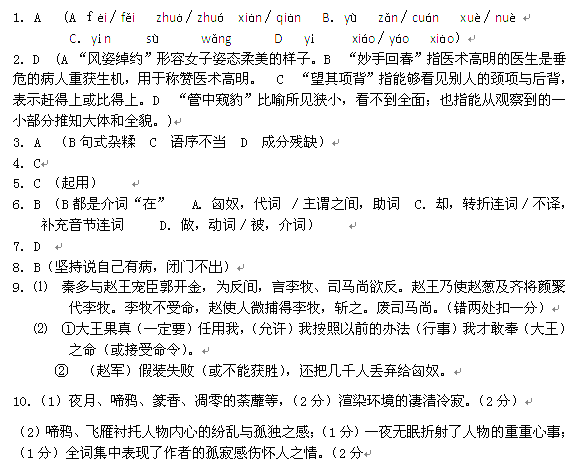 1. A （A fēi/fěi zhuó/zhuó xián/qián B. yù zǎn/cuán xuè/nuè
C. yīn sù wǎng D yì xiáo/yáo xiáo）
2. D （A “风姿绰约”形容女子姿态柔美的样子。B “妙手回春”指医术高明的医生是垂
危的病人重获生机，用于称赞医术高明。 C “望其项背”指能够看见别人的颈项与后背，
表示赶得上或比得上。D “管中窥豹”比喻所见狭小，看不到全面；也指能从观察到的一
小部分推知大体和全貌。）
3. A （B句式杂糅 C 语序不当 D 成分残缺）
4. C
5. C （起用）
6. B （B都是介词“在” A. 匈奴，代词 / 主谓之间，助词 C. 却，转折连词 / 不译，
补充音节连词 D. 做，动词 / 被，介词）
7. D
8. B（坚持说自己有病，闭门不出）
9. ⑴ 秦多与赵王宠臣郭开金，为反间，言李牧、司马尚欲反。赵王乃使赵葱及齐将颜聚
代李牧。李牧不受命，赵使人微捕得李牧，斩之。废司马尚。（错两处扣一分）
⑵ ①大王果真（一定要）任用我，（允许）我按照以前的办法（行事）我才敢奉（大王）
之命（或接受命令）。
② （赵军）假装失败（或不能获胜），还把几千人丢弃给匈奴。
10.（1）夜月、啼鸦、篆香、凋零的荼蘼等，（2分）渲染环境的凄清冷寂。（2分）
（2）啼鸦、飞雁衬托人物内心的纷乱与孤独之感；（1分）一夜无眠折射了人物的重重心事；
（1分）全词集中表现了作者的孤寂感伤怀人之情。（2分